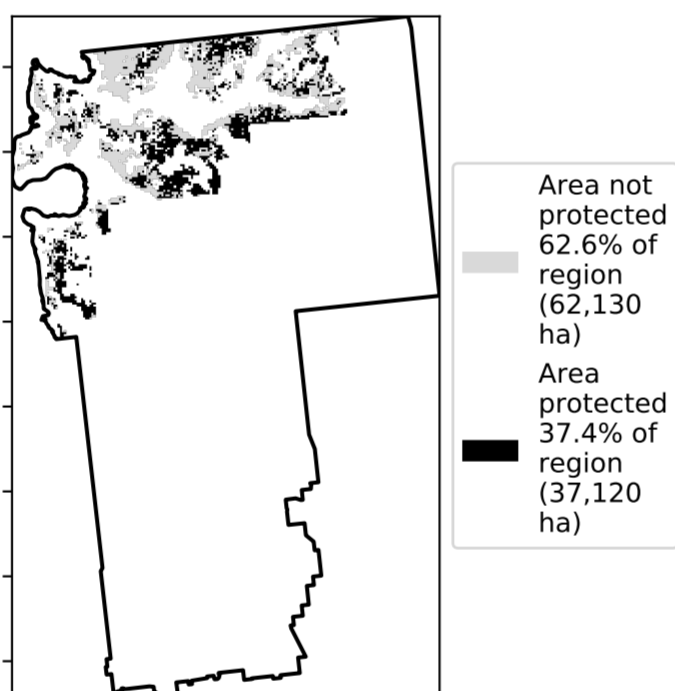 Area not
protected
62.6% of
region
(62,130
ha)
Area
protected
37.4% of
region
(37,120
ha)